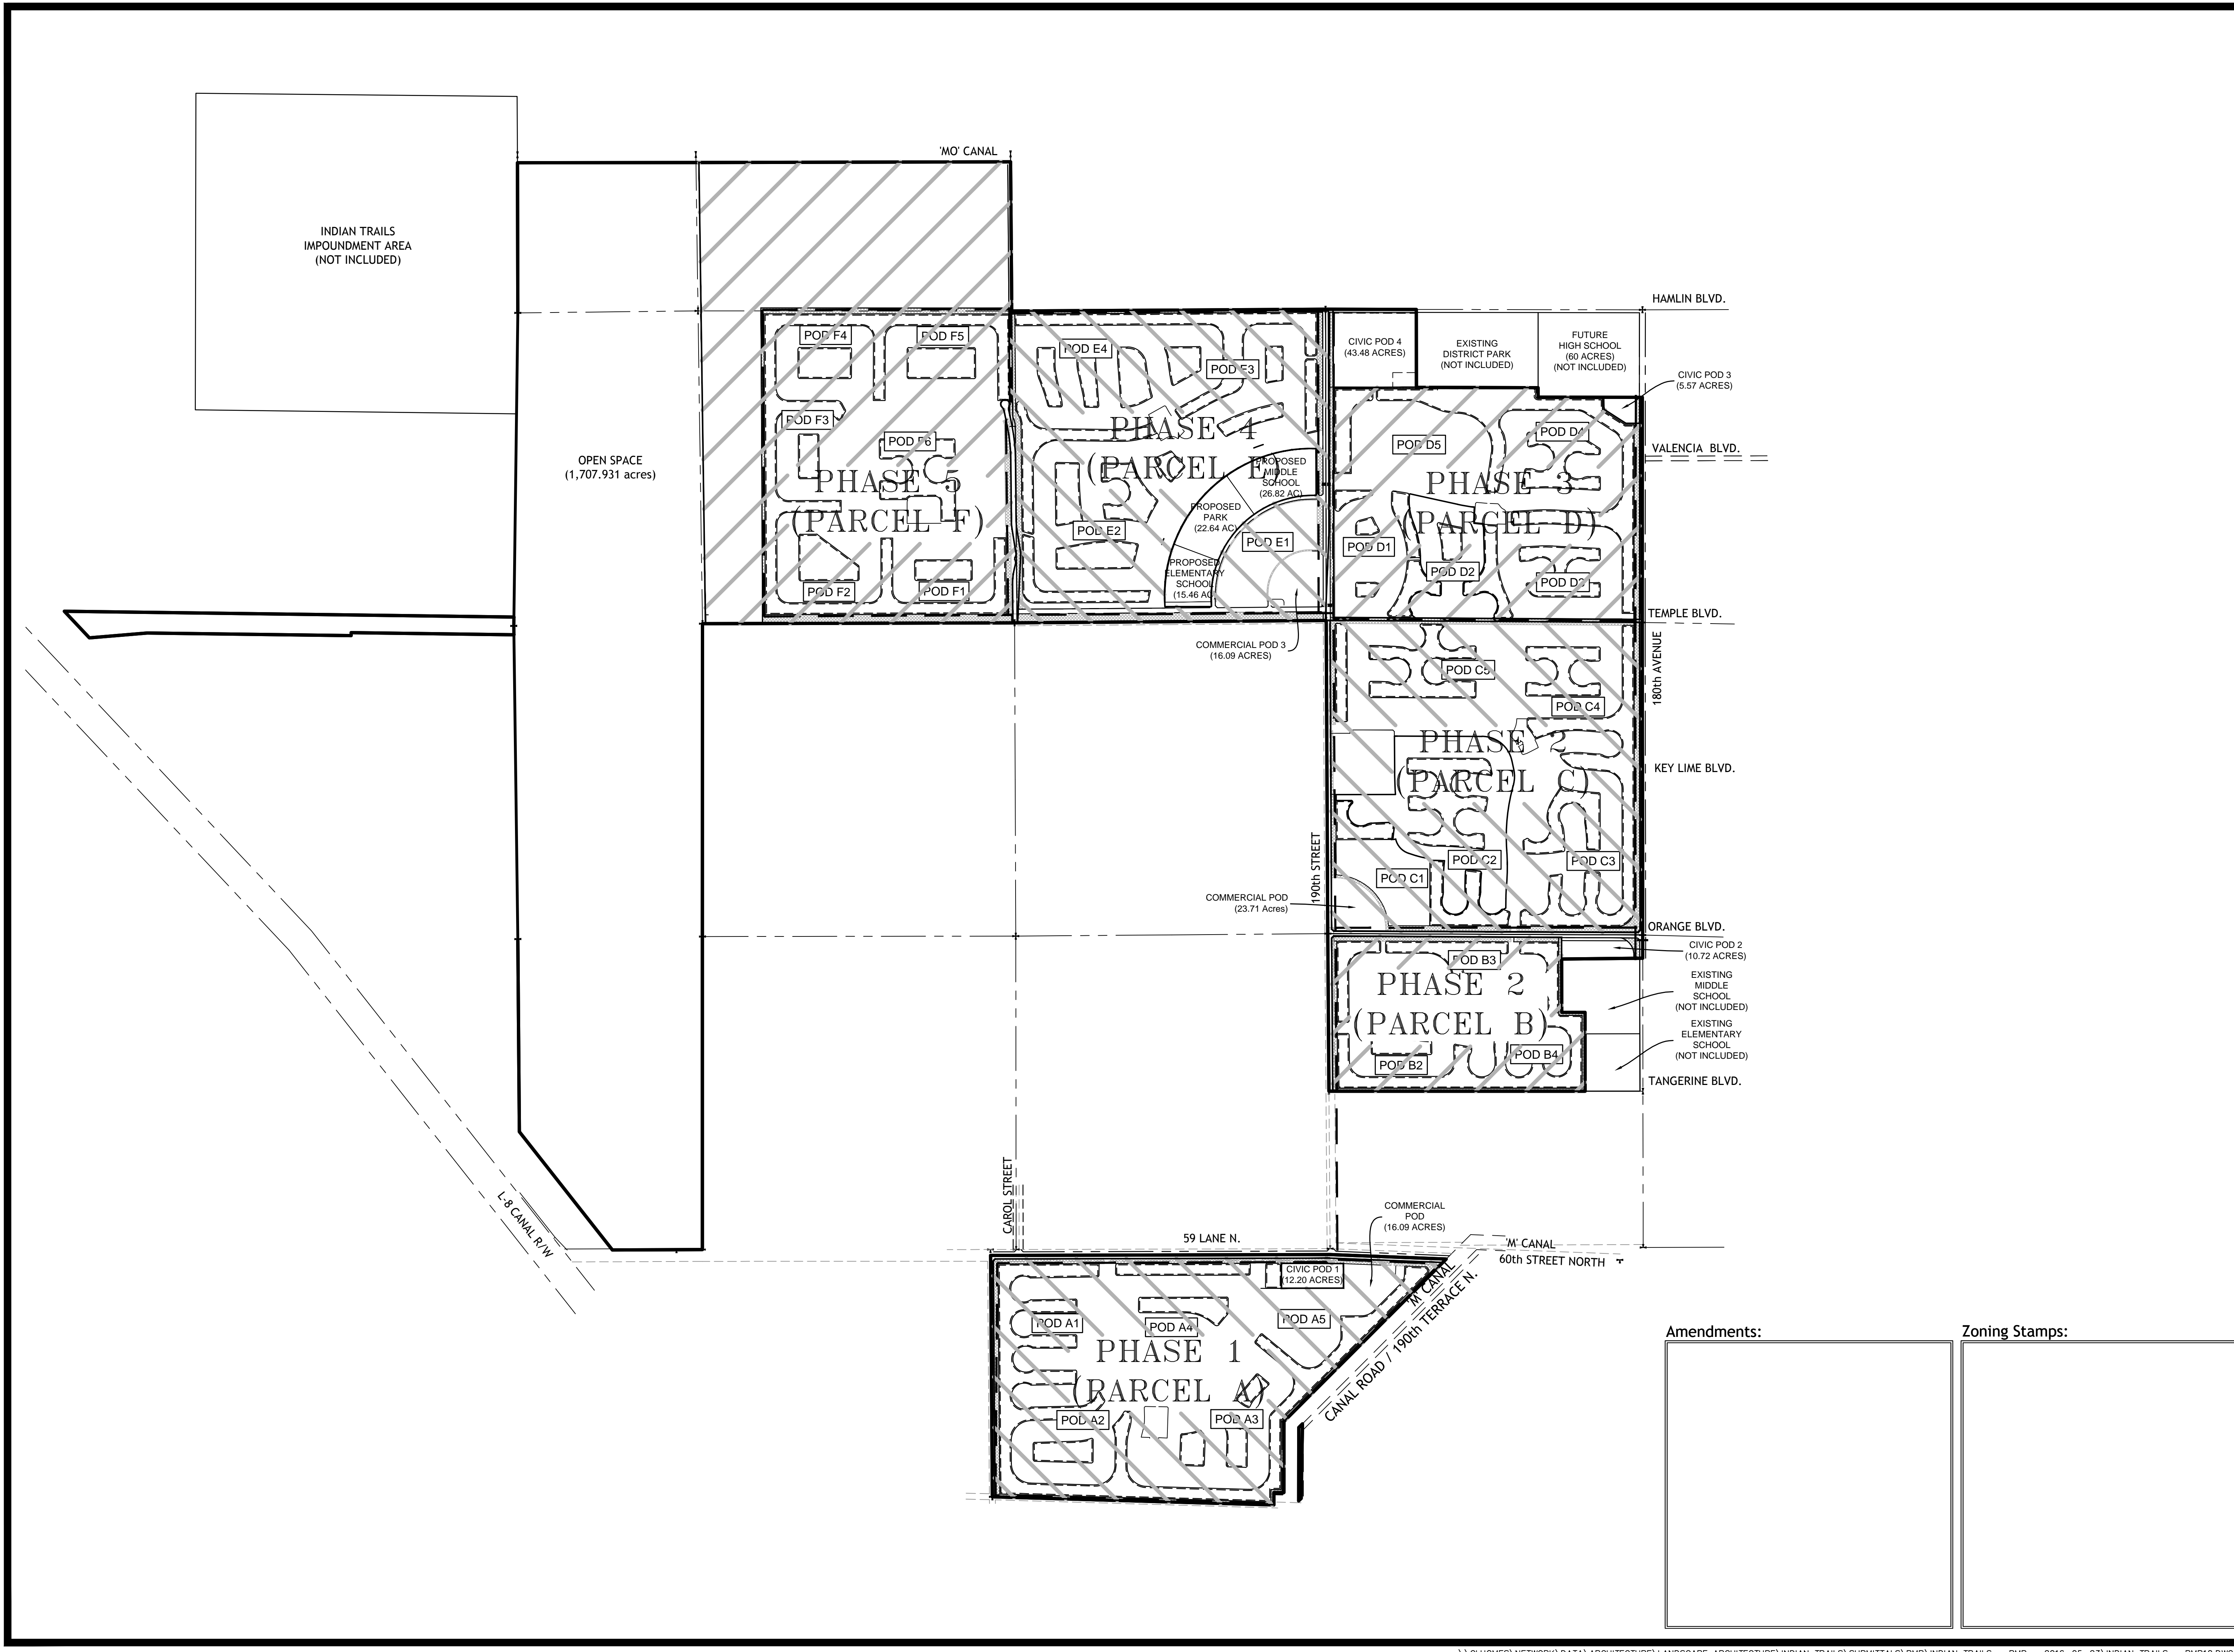 'MO' CANAL
INDIAN TRAILS
IMPOUNDMENT AREA
(NOT INCLUDED)
OPEN SPACE
(1,707.931 acres)
HAMLIN BLVD.
POD F4
POD F5
POD F3
POD F6
PHASE 5
(PARCEL F)
POD F2
POD F1
POD E4
POD E3
PHASE 4
(PARCEL E)
PROPOSED
MIDDLE
SCHOOL
(26.82 AC)
PROPOSED
PARK
(22.64 AC)
POD E2
POD E1
PROPOSED
ELEMENTARY
SCHOOL
(15.46 AC
COMMERCIAL POD 3
(16.09 ACRES)
CIVIC POD 4
(43.48 ACRES)
EXISTING
DISTRICT PARK
(NOT INCLUDED)
FUTURE
HIGH SCHOOL
(60 ACRES)
(NOT INCLUDED)
CIVIC POD 3
(5.57 ACRES)
POD D5
POD D4
VALENCIA BLVD.
PHASE 3
(PARCEL D)
POD D1
POD D2
POD D3
TEMPLE BLVD.
180th AVENUE
POD C5
POD C4
PHASE 2
(PARCEL C)
KEY LIME BLVD.
190th STREET
POD C2
POD C3
POD C1
COMMERCIAL POD
(23.71 Acres)
ORANGE BLVD.
CIVIC POD 2
(10.72 ACRES)
POD B3
PHASE 2
(PARCEL B)
EXISTING
MIDDLE
SCHOOL
(NOT INCLUDED)
EXISTING
ELEMENTARY
SCHOOL
(NOT INCLUDED)
POD B4
POD B2
TANGERINE BLVD.
L-8 CANAL R/W
CAROL STREET
59 LANE N.
COMMERCIAL
POD
(16.09 ACRES)
'M' CANAL
60th STREET NORTH
CIVIC POD 1
(12.20 ACRES)
'M' CANAL
CANAL ROAD / 190th TERRACE N.
POD A1
POD A4
POD A5
PHASE 1
(PARCEL A)
POD A2
POD A3
Amendments:
Zoning Stamps: